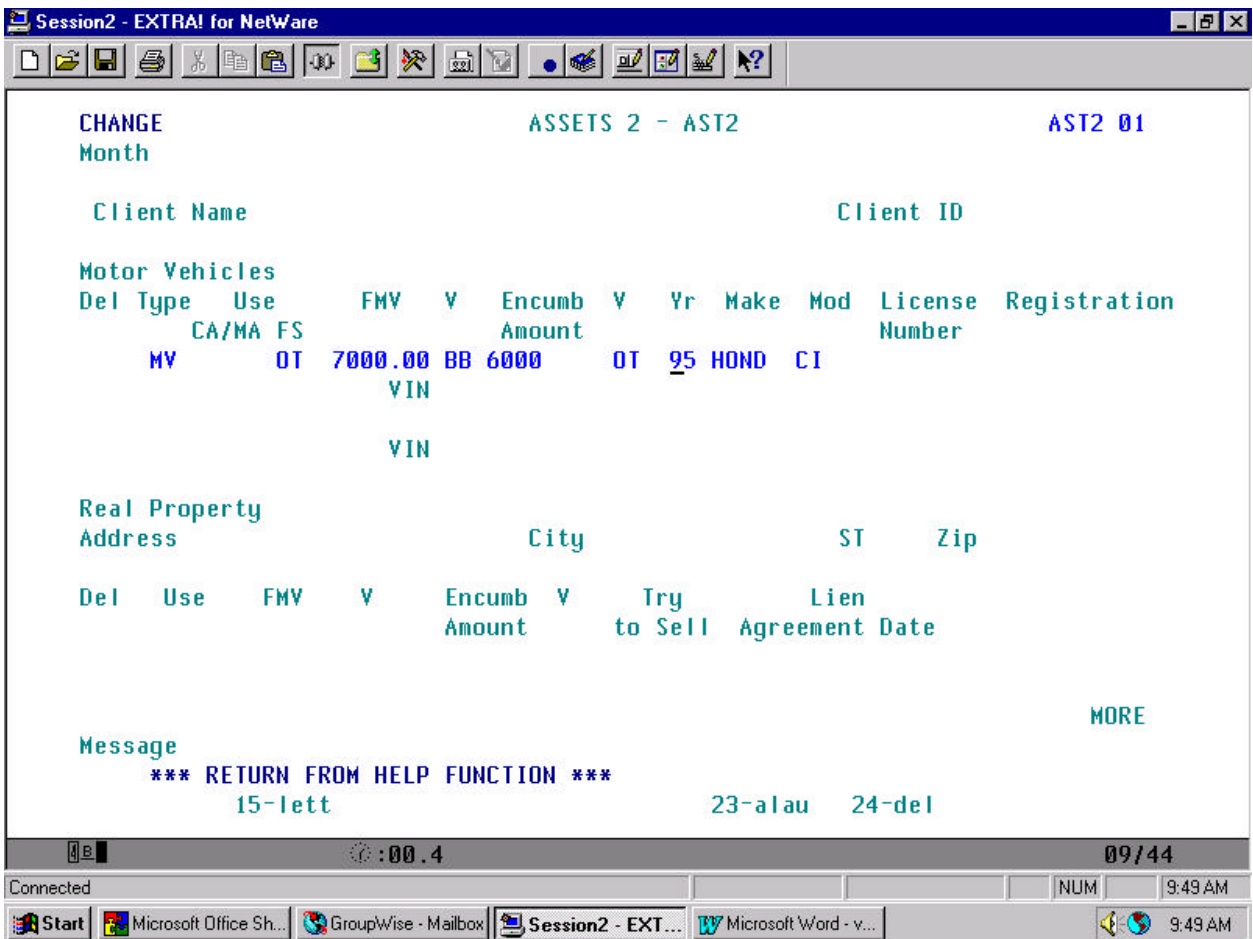 Session2 - EXTRA! for NetWare
CHANGE ASSETS 2 - AST2 AST2 01
Month
Client Name Client ID
Motor Vehicles
Del Type Use FMV V Encumb V Yr Make Mod License Registration
CA/MA FS Amount Number
MV OT 7000.00 BB 6000 OT 95 HOND CI
VIN
VIN
Real Property
Address City ST Zip
Del Use FMV V Encumb V Try Lien
Amount to Sell Agreement Date
MORE
Message
*** RETURN FROM HELP FUNCTION ***
15-lett 23-alau 24-del
B :00.4 09/44
Connected NUM 9:49 AM
Start Microsoft Office Sh... GroupWise - Mailbox Session2 - EXT... Microsoft Word - v... 9:49 AM